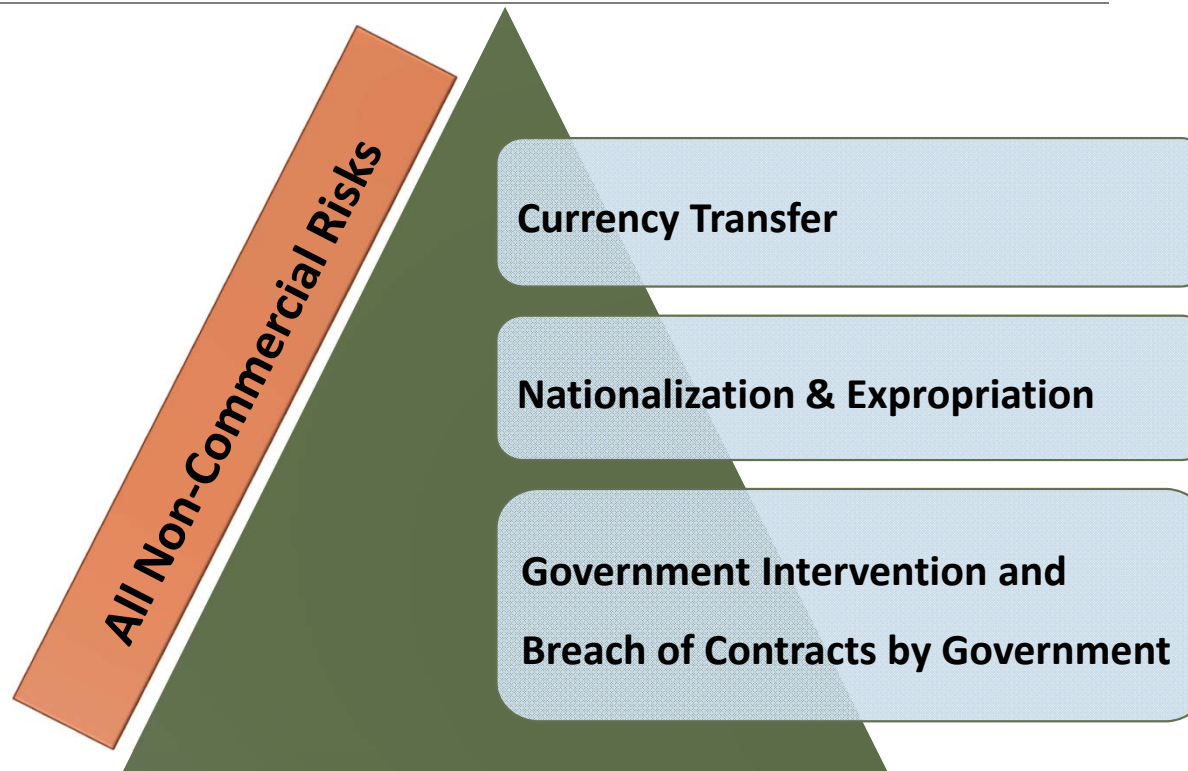 All Non-Commercial Risks
Currency Transfer
Nationalization & Expropriation
Government Intervention and
Breach of Contracts by Government